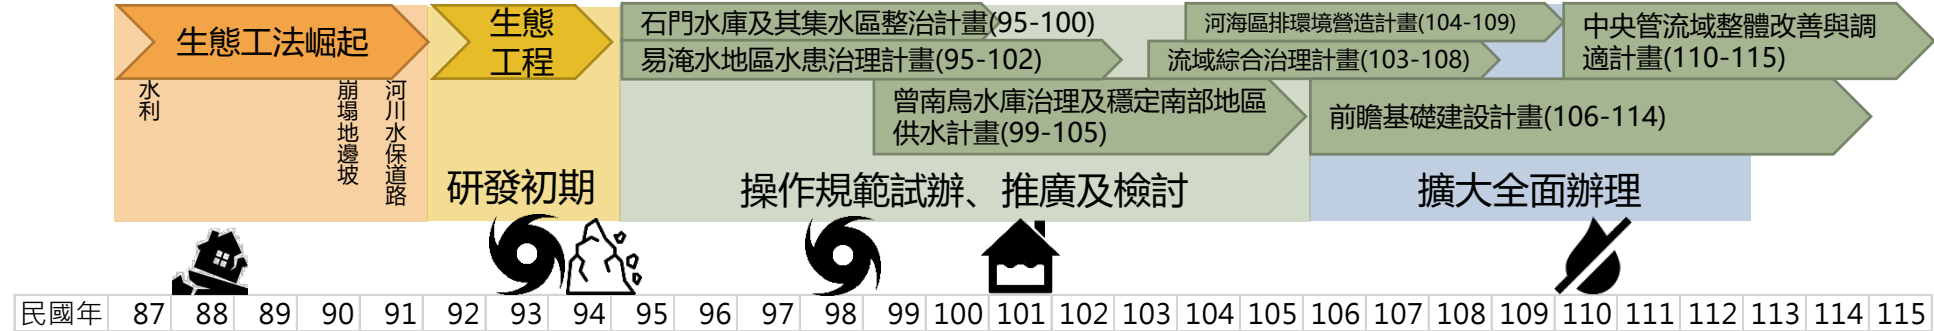 生態工法崛起
生態
工程
石門水庫及其集水區整治計畫(95-100)
易淹水地區水患治理計畫(95-102)
河海區排環境營造計畫(104-109)
流域綜合治理計畫(103-108)
中央管流域整體改善與調
適計畫(110-115)
水利
崩塌地邊坡
河川水保道路
曾南烏水庫治理及穩定南部地區
供水計畫(99-105)
前瞻基礎建設計畫(106-114)
研發初期
操作規範試辦、推廣及檢討
擴大全面辦理
民國年 87 88 89 90 91 92 93 94 95 96 97 98 99 100 101 102 103 104 105 106 107 108 109 110 111 112 113 114 115